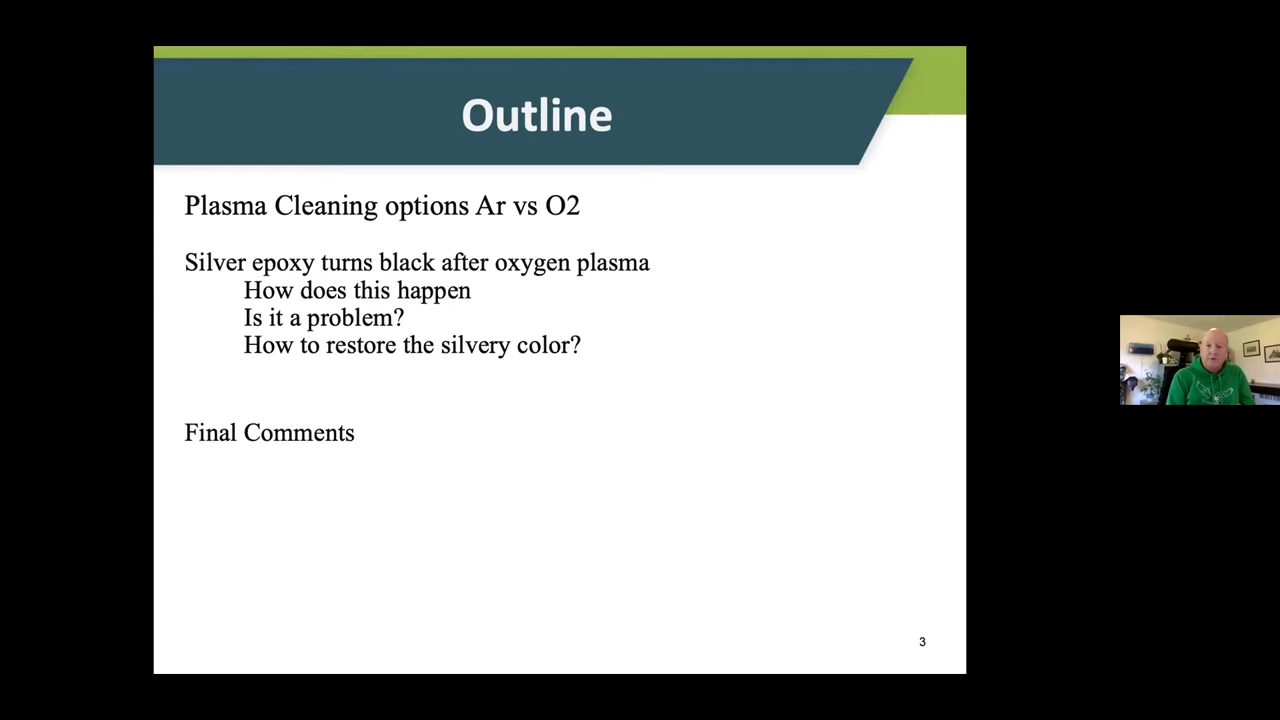 Outline
Plasma Cleaning options Ar vs O2
Silver epoxy turns black after oxygen plasma
How does this happen
Is it a problem?
How to restore the silvery color?
Final Comments
3